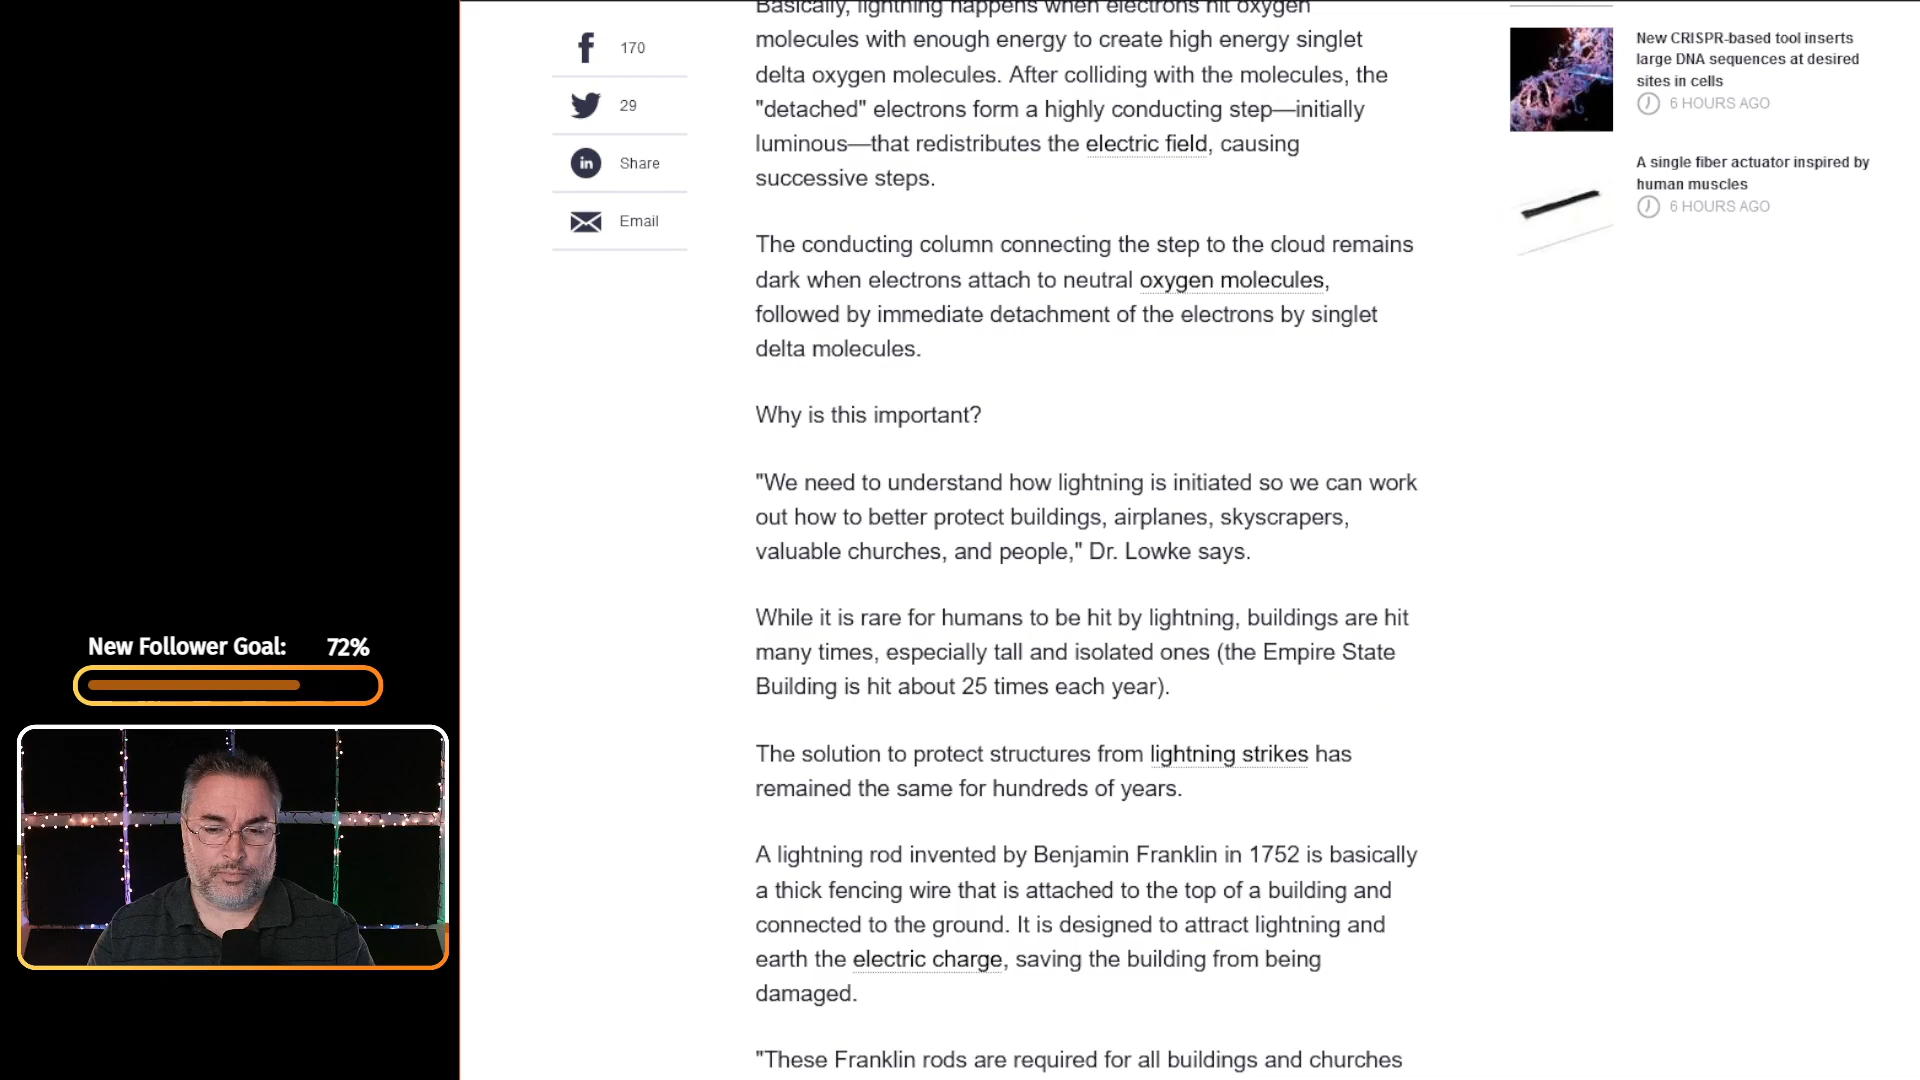 Basically, lightning happens when electrons hit oxygen
molecules with enough energy to create high energy singlet
delta oxygen molecules. After colliding with the molecules, the
"detached" electrons form a highly conducting step—initially
luminous—that redistributes the electric field, causing
successive steps.
The conducting column connecting the step to the cloud remains
dark when electrons attach to neutral oxygen molecules,
followed by immediate detachment of the electrons by singlet
delta molecules.
Why is this important?
"We need to understand how lightning is initiated so we can work
out how to better protect buildings, airplanes, skyscrapers,
valuable churches, and people," Dr. Lowke says.
While it is rare for humans to be hit by lightning, buildings are hit
many times, especially tall and isolated ones (the Empire State
Building is hit about 25 times each year).
The solution to protect structures from lightning strikes has
remained the same for hundreds of years.
A lightning rod invented by Benjamin Franklin in 1752 is basically
a thick fencing wire that is attached to the top of a building and
connected to the ground. It is designed to attract lightning and
earth the electric charge, saving the building from being
damaged.
"These Franklin rods are required for all buildings and churches
170
29
in Share
Email
New CRISPR-based tool inserts
large DNA sequences at desired
sites in cells
6 HOURS AGO
A single fiber actuator inspired by
human muscles
6 HOURS AGO
New Follower Goal: 72%